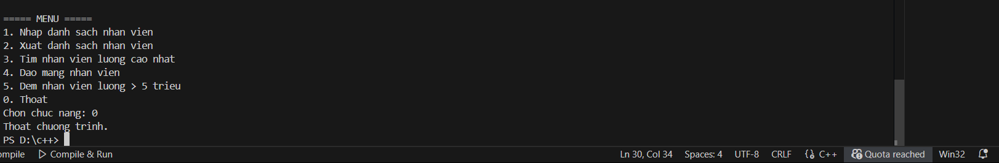 ===== MENU =====
1. Nhap danh sach nhan vien
2. Xuat danh sach nhan vien
3. Tim nhan vien luong cao nhat
4. Dao mang nhan vien
5. Dem nhan vien luong > 5 trieu
0. Thoat
Chon chuc nang: 0
Thoat chuong trinh.
PS D:\c++>
ompile Compile & Run Ln 30, Col 34 Spaces: 4 UTF-8 CRLF C++ Quota reached Win32